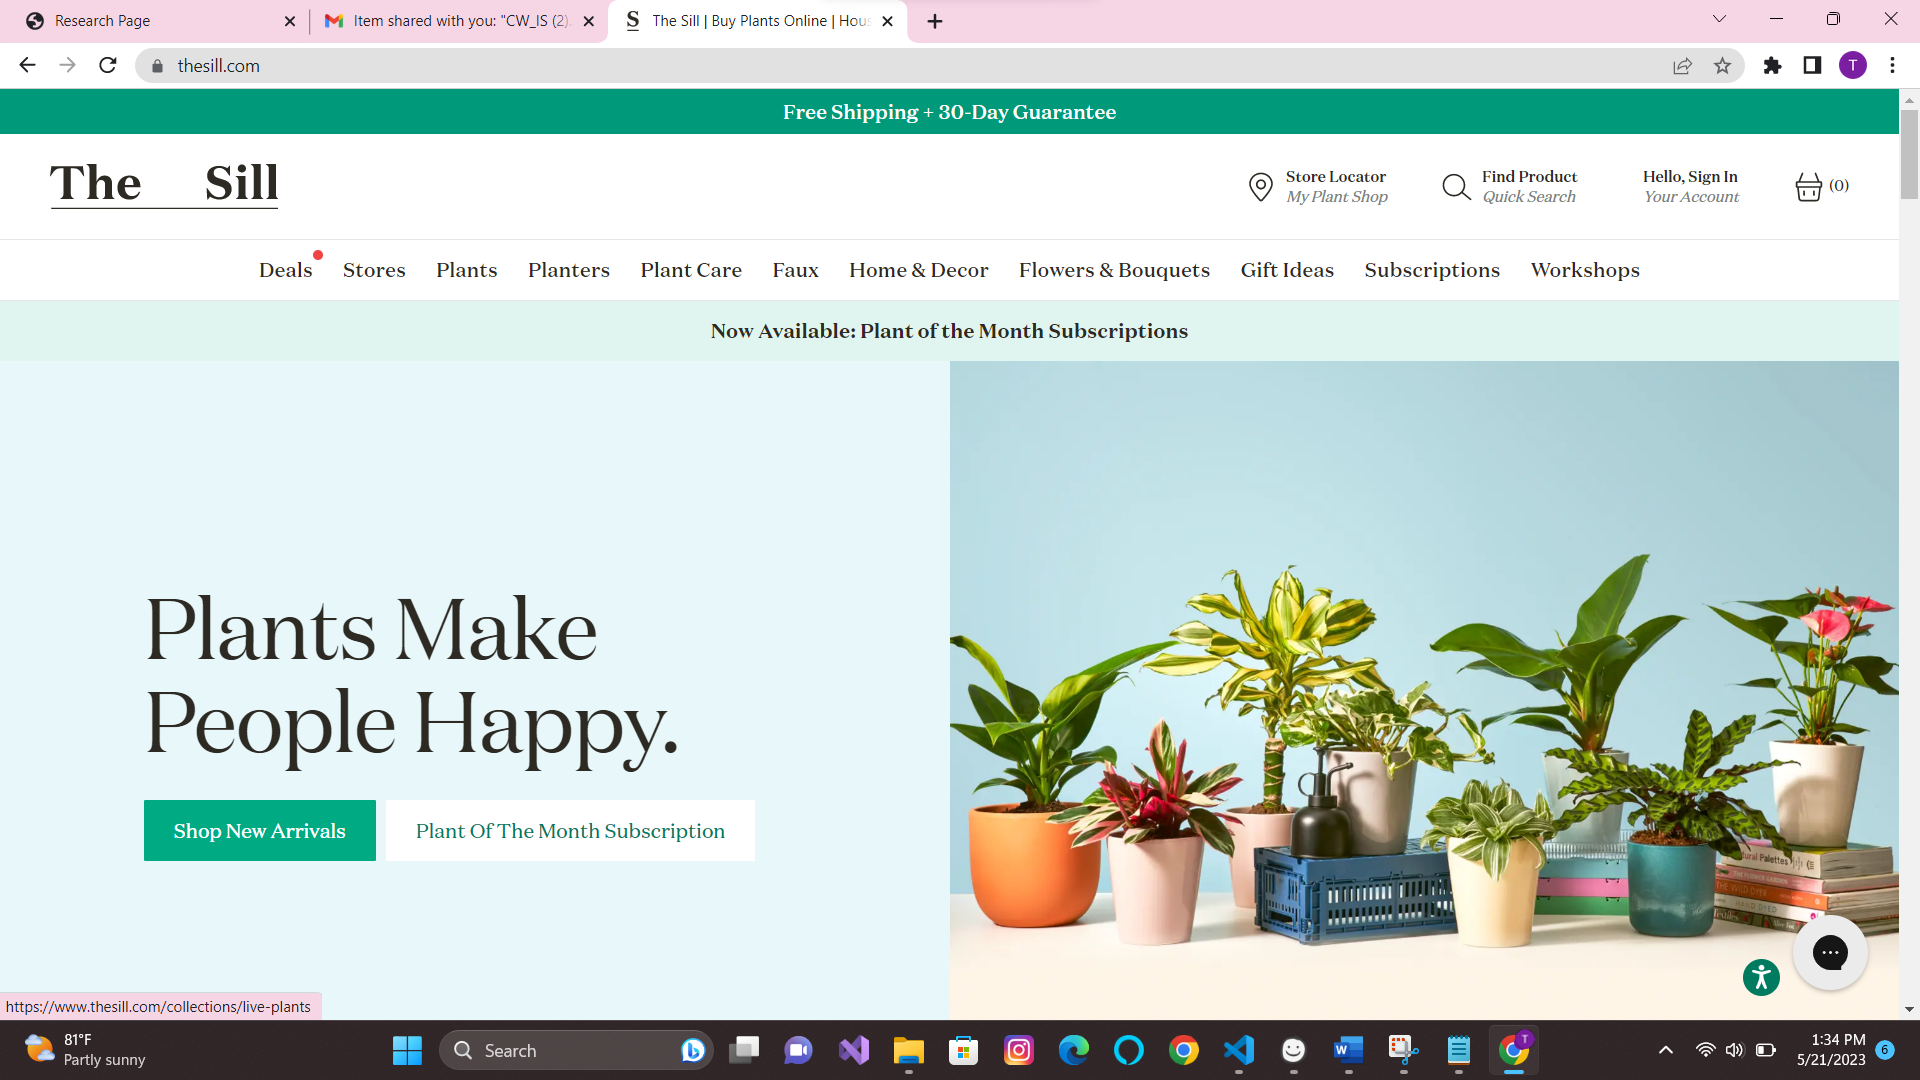 Research Page
Item shared with you: "CW_IS (2)
The Sill | Buy Plants Online | Hous
thesill.com
T
Free Shipping + 30-Day Guarantee
The Sill
Store Locator
My Plant Shop
Find Product
Quick Search
Hello, Sign In
Your Account
(0)
Deals Stores Plants Planters Plant Care Faux Home & Decor Flowers & Bouquets Gift Ideas Subscriptions Workshops
Now Available: Plant of the Month Subscriptions
Plants Make
People Happy.
Shop New Arrivals
Plant Of The Month Subscription
https://www.thesill.com/collections/live-plants
81°F
Partly sunny
Search
T
1:34 PM
5/21/2023
6